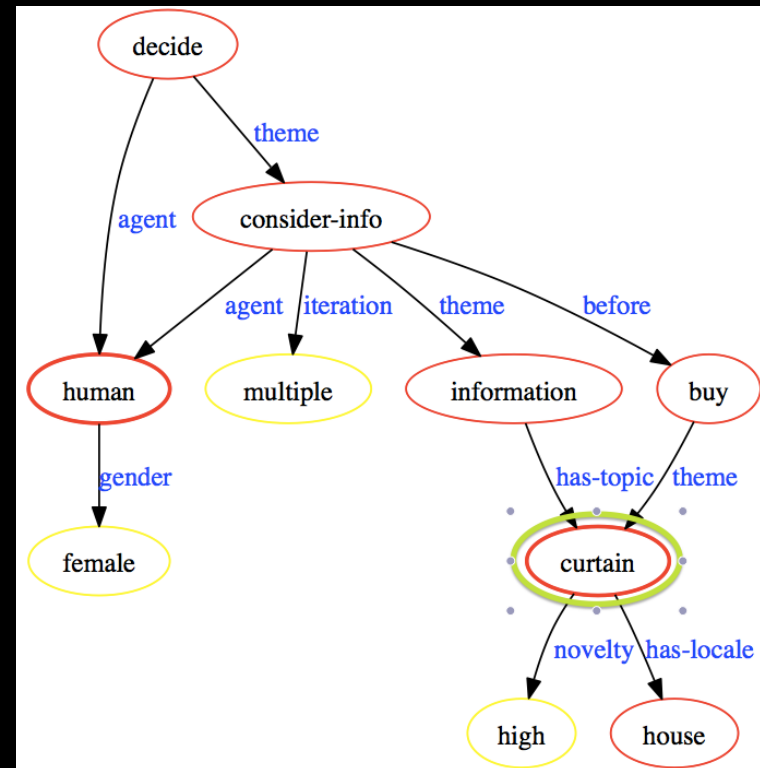 decide
theme
agent
consider-info
agent iteration theme before
human multiple information buy
gender has-topic theme
female curtain
novelty has-locale
high house